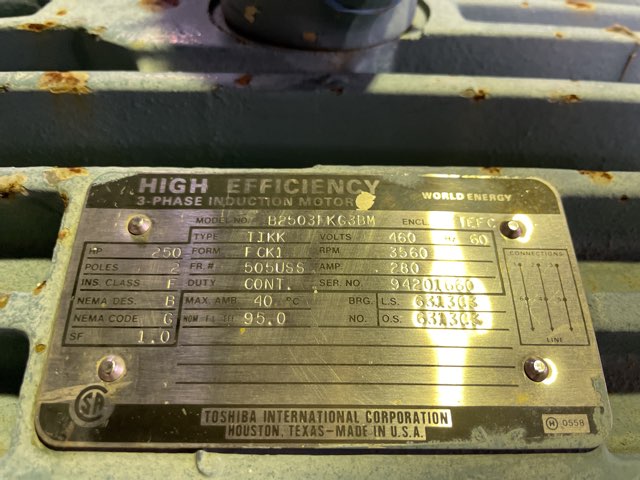 HIGH EFFICIENCY
3-PHASE INDUCTION MOTOR WORLD ENERGY
MODEL NO. ENCL. TEFC
TYPE TIKK VOLTS 460 HZ 60
HP 250 FORM FCK1 RPM 3560 CONNECTIONS
POLES 2 FR.# 505USS AMP. 280
INS. CLASS F DUTY CONT. SER NO.
NEMA DES. B MAX. AMB 40 °C BRG. L.S. 6313C3
NEMA CODE G 95.0 NO. O.S. 6313C3
SF 1.0 LINE
SA
TOSHIBA INTERNATIONAL CORPORATION
HOUSTON, TEXAS-MADE IN U.S.A.
H 0558